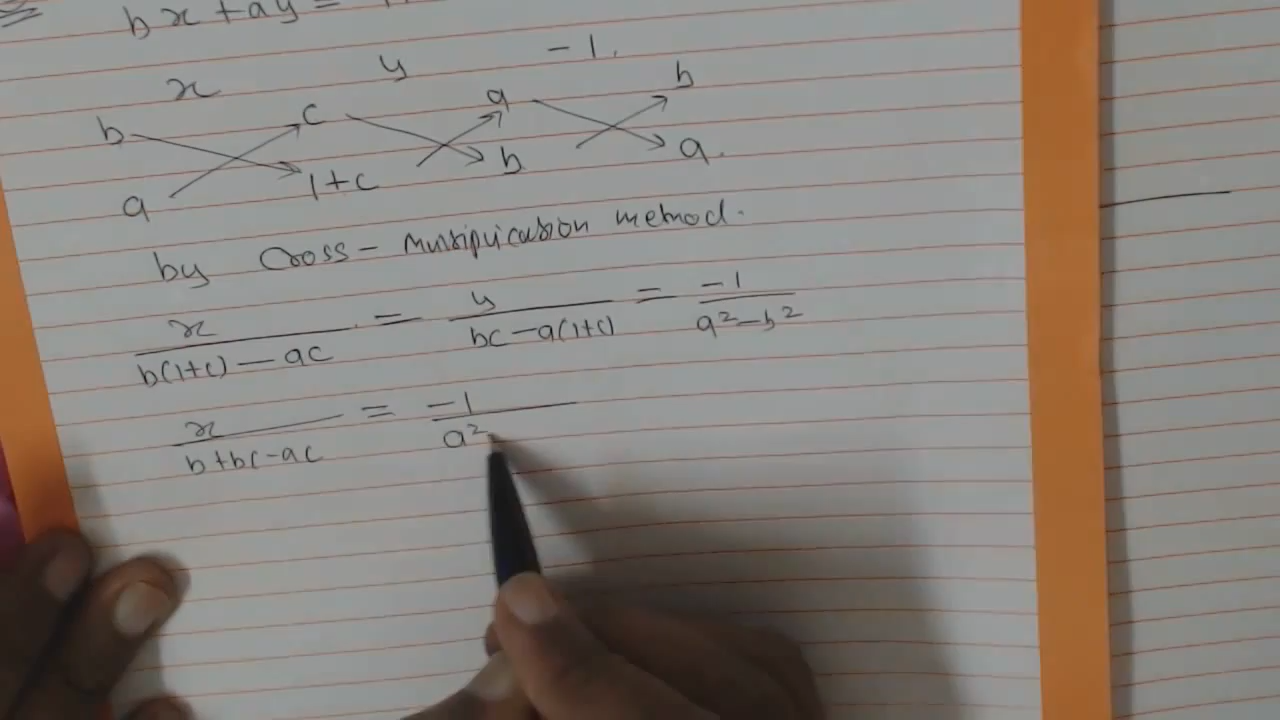 bx + ay =
x y -1.
b c a b
a 1+c b a.
by Cross - Multiplication method.
x/(b(1+c) - ac) = y/(bc - a(1+c)) = -1/(a² - b²)
x/(b + bc - ac) = -1/a²